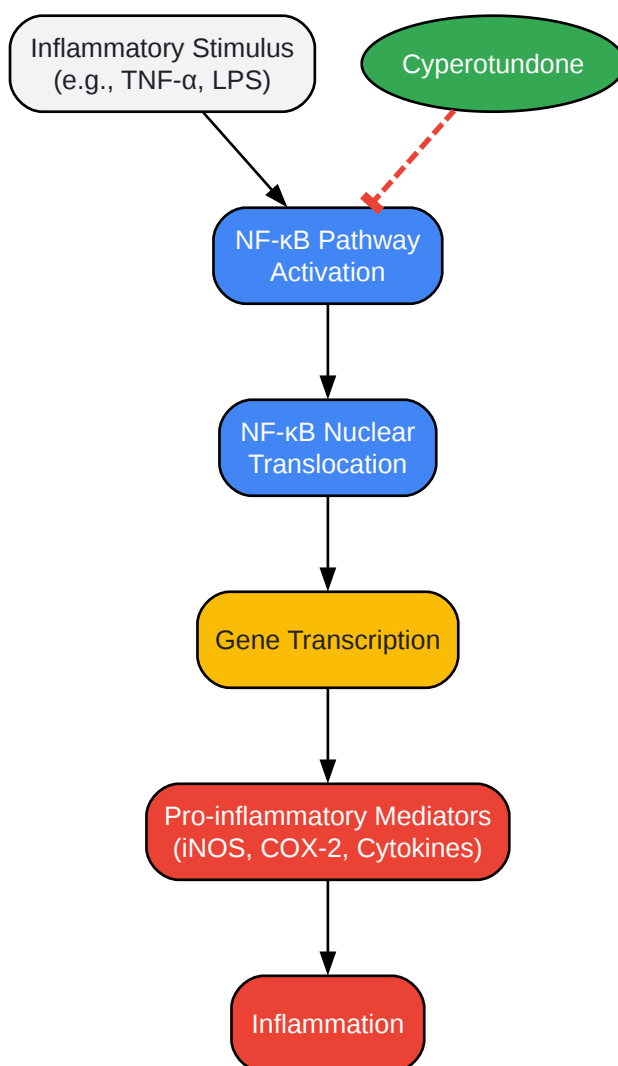 Inflammatory Stimulus
(e.g., TNF-α, LPS)
Cyperotundone
NF-κB Pathway
Activation
NF-κB Nuclear
Translocation
Gene Transcription
Pro-inflammatory Mediators
(iNOS, COX-2, Cytokines)
Inflammation